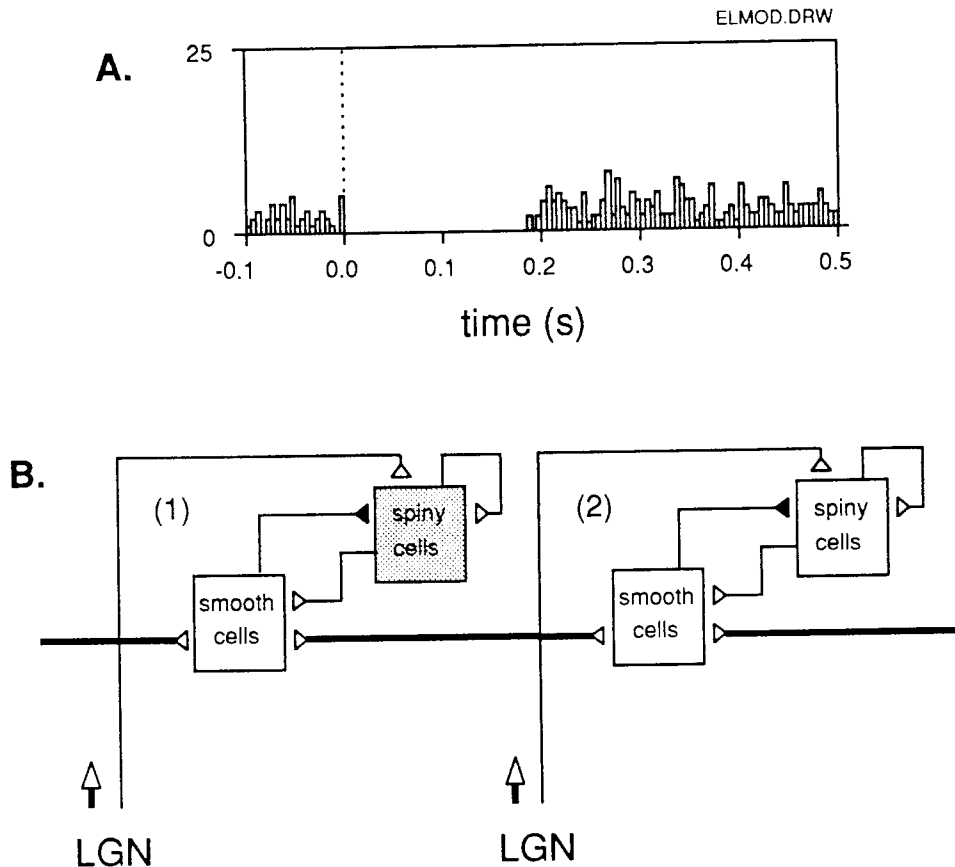 ELMOD.DRW
A.
25
0
-0.1 0.0 0.1 0.2 0.3 0.4 0.5
time (s)
B.
(1)
spiny
cells
smooth
cells
(2)
spiny
cells
smooth
cells
LGN
LGN